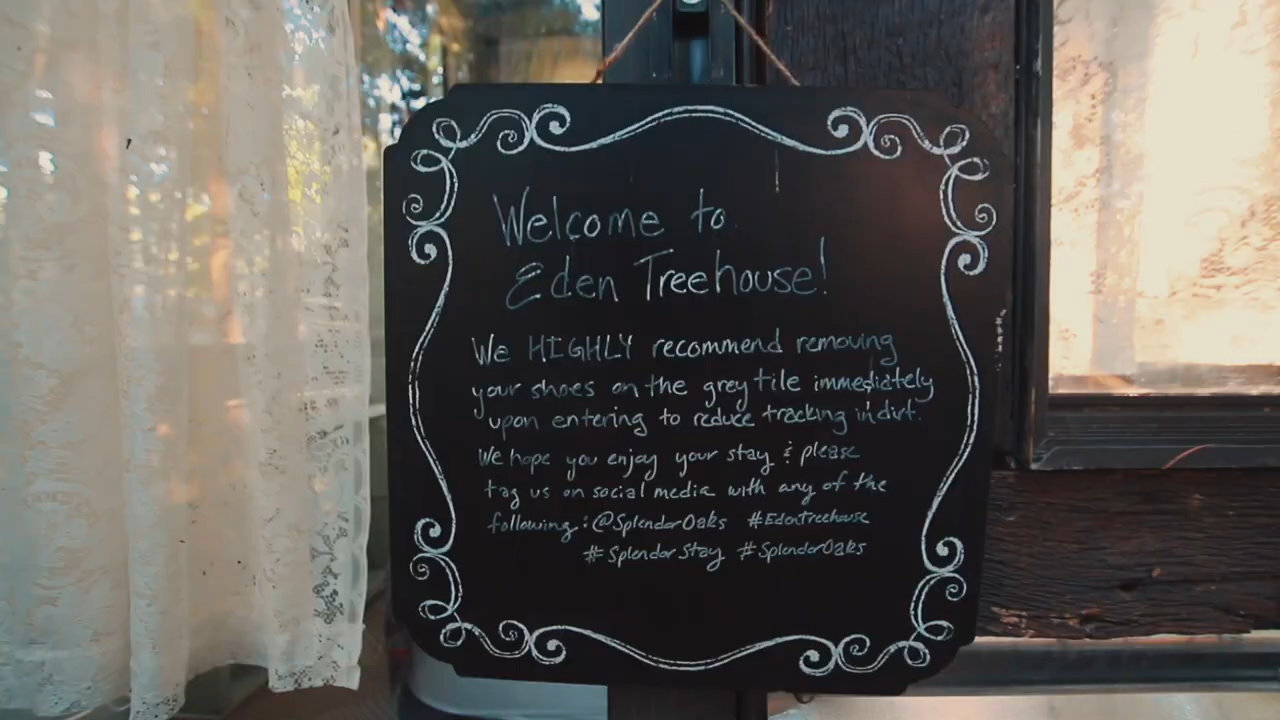 Welcome to
Eden Treehouse!
We HIGHLY recommend removing
your shoes on the grey tile immediately
upon entering to reduce tracking in dirt.
We hope you enjoy your stay & please
tag us on social media with any of the
following: @SplendorOaks #EdenTreehouse
#SplendorStay #SplendorOaks